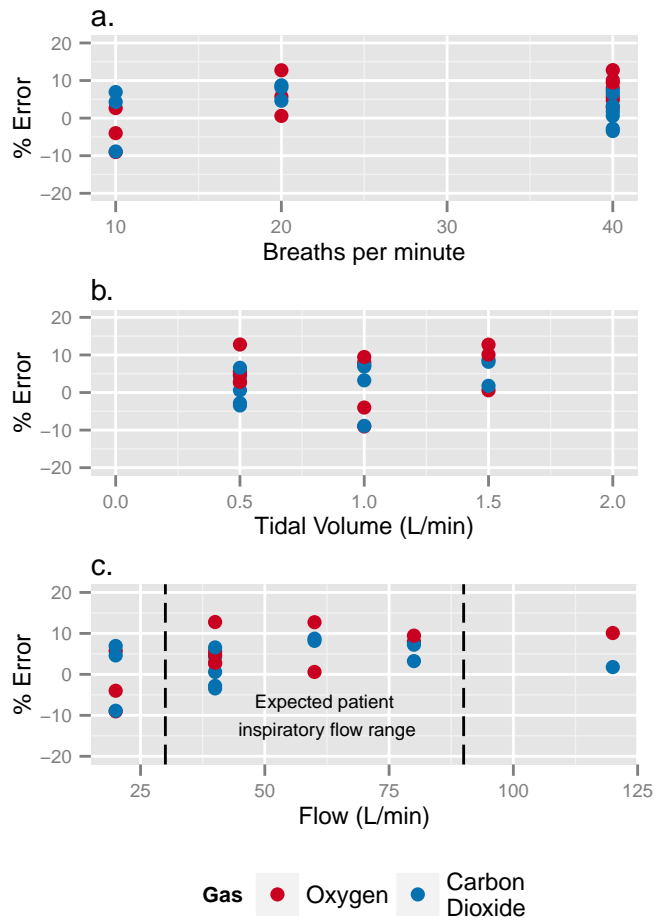 a.
20
10
0
−10
−20
% Error
10 20 30 40
Breaths per minute
b.
20
10
0
−10
−20
% Error
0.0 0.5 1.0 1.5 2.0
Tidal Volume (L/min)
c.
20
10
0
−10
−20
% Error
Expected patient
inspiratory flow range
25 50 75 100 125
Flow (L/min)
Gas Oxygen Carbon
Dioxide